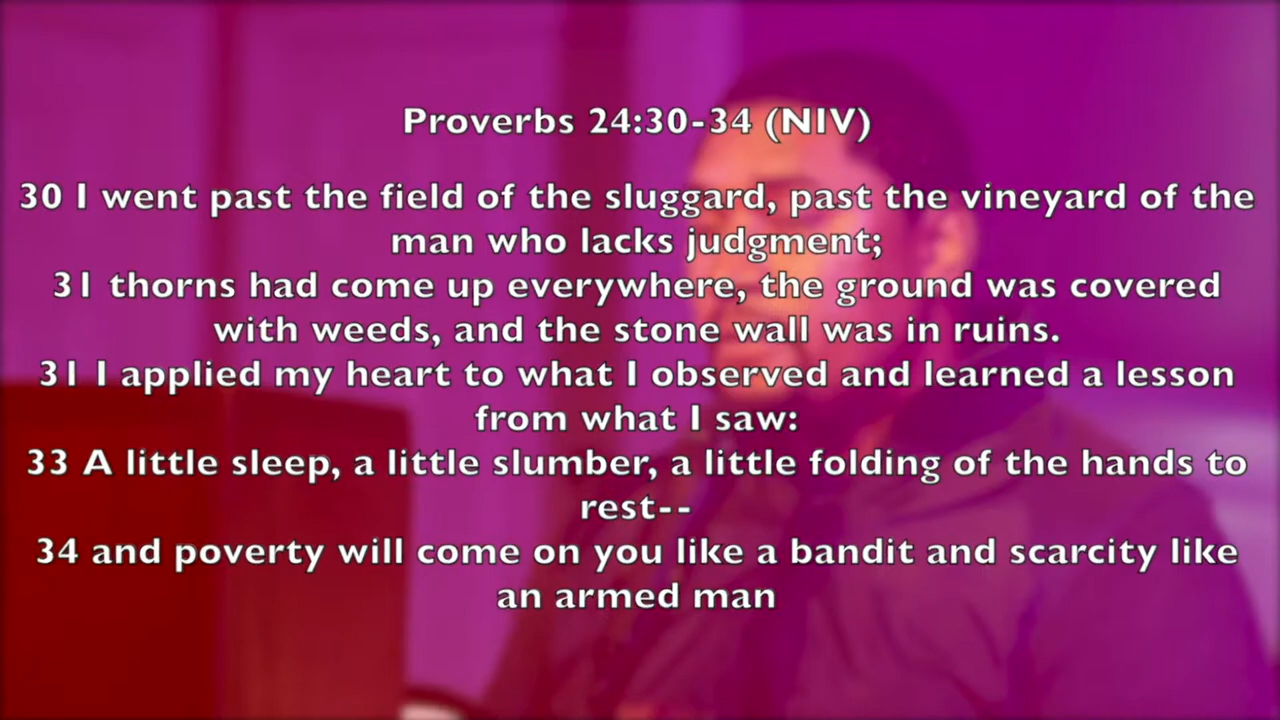 Proverbs 24:30-34 (NIV)
30 I went past the field of the sluggard, past the vineyard of the
man who lacks judgment;
31 thorns had come up everywhere, the ground was covered
with weeds, and the stone wall was in ruins.
31 I applied my heart to what I observed and learned a lesson
from what I saw:
33 A little sleep, a little slumber, a little folding of the hands to
rest--
34 and poverty will come on you like a bandit and scarcity like
an armed man